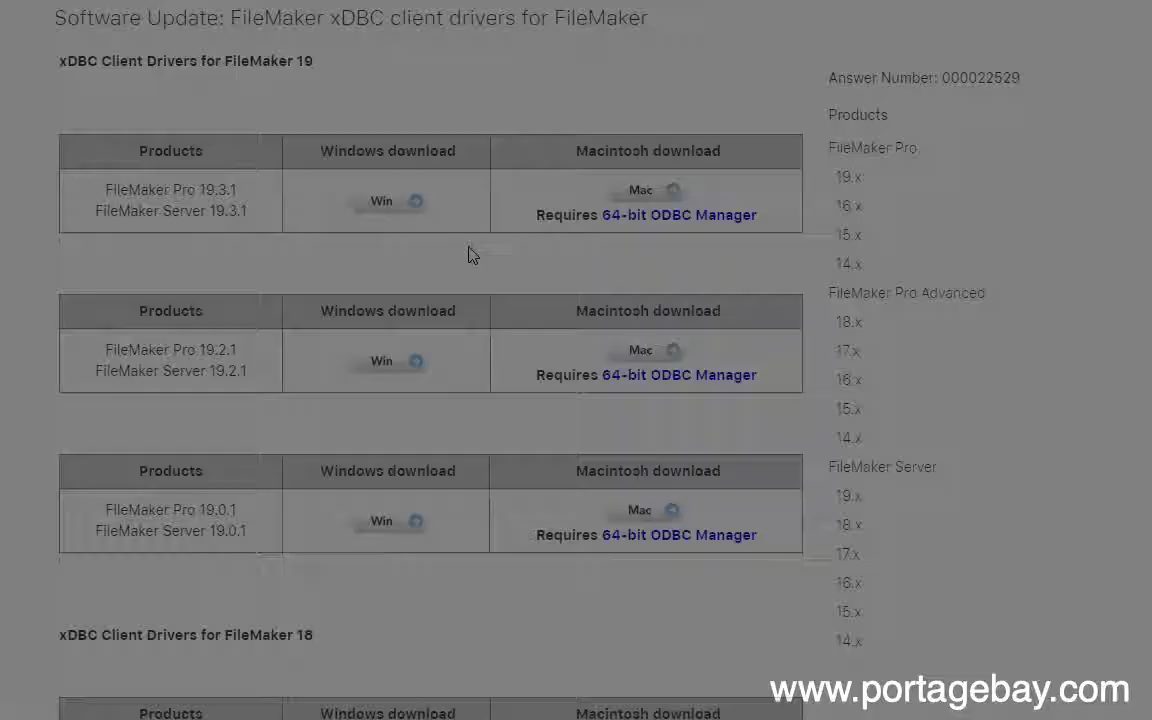 Software Update: FileMaker xDBC client drivers for FileMaker
xDBC Client Drivers for FileMaker 19
Products Windows download Macintosh download
FileMaker Pro 19.3.1
FileMaker Server 19.3.1
Win
Mac
Requires 64-bit ODBC Manager
Products Windows download Macintosh download
FileMaker Pro 19.2.1
FileMaker Server 19.2.1
Win
Mac
Requires 64-bit ODBC Manager
Products Windows download Macintosh download
FileMaker Pro 19.0.1
FileMaker Server 19.0.1
Win
Mac
Requires 64-bit ODBC Manager
xDBC Client Drivers for FileMaker 18
Products Windows download Macintosh download
Answer Number: 000022529
Products
FileMaker Pro
19.x
16.x
15.x
14.x
FileMaker Pro Advanced
18.x
17.x
16.x
15.x
14.x
FileMaker Server
19.x
18.x
17.x
16.x
15.x
14.x
www.portagebay.com